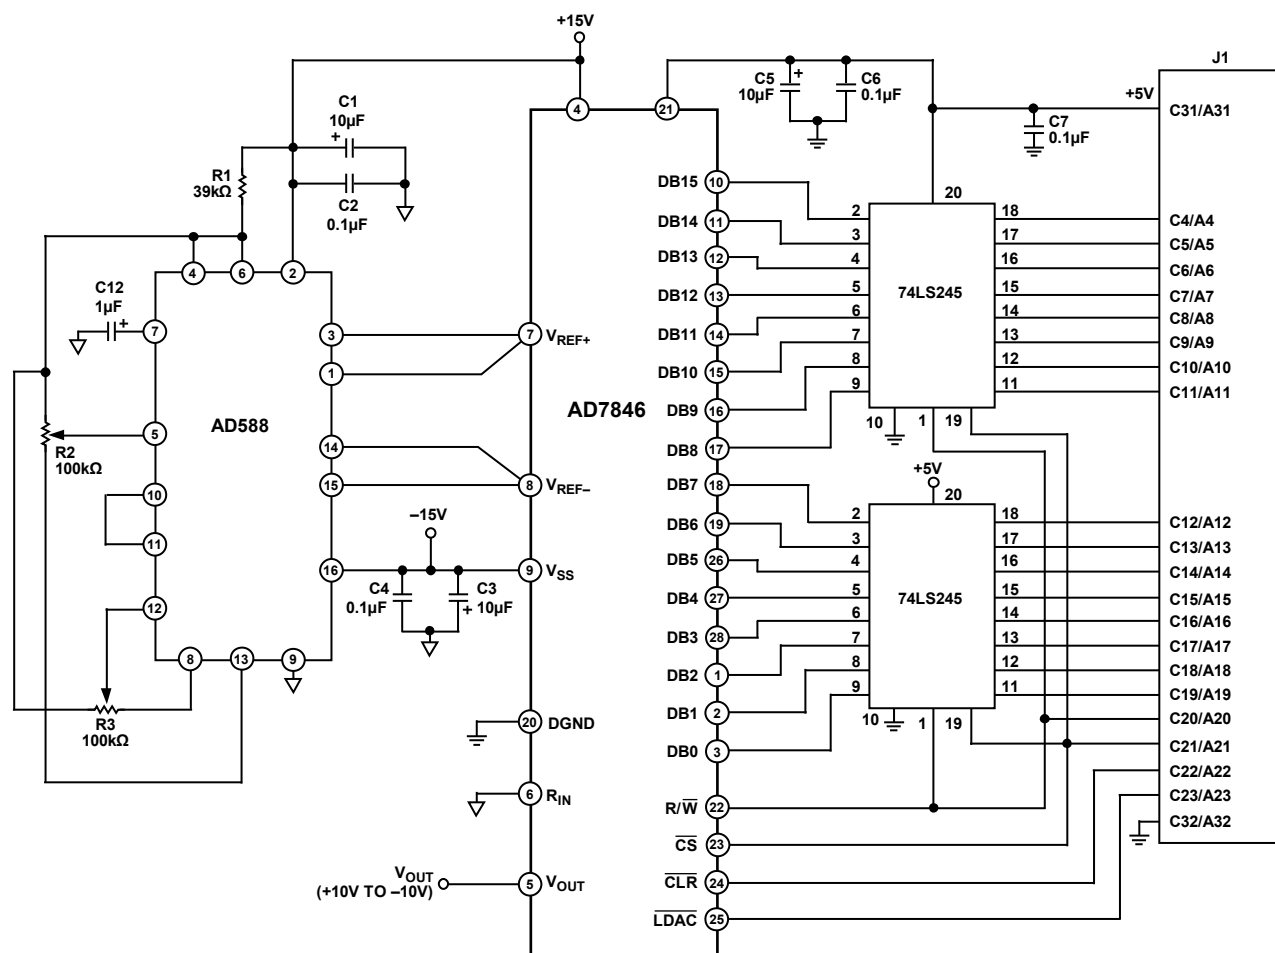 +15V
J1
C1
10µF
+
C2
0.1µF
R1
39kΩ
C5
10µF
+
C6
0.1µF
C7
0.1µF
+5V
C31/A31
4
21
4
6
2
C12
1µF
+
7
3
1
5
R2
100kΩ
AD588
14
15
10
11
16
12
8
13
9
R3
100kΩ
7
VREF+
AD7846
8
VREF–
–15V
9
VSS
C4
0.1µF
C3
+ 10µF
20
DGND
6
RIN
VOUT
(+10V TO –10V)
5
VOUT
DB15
10
DB14
11
DB13
12
DB12
13
DB11
14
DB10
15
DB9
16
DB8
17
DB7
18
DB6
19
DB5
26
DB4
27
DB3
28
DB2
1
DB1
2
DB0
3
R/W
22
CS
23
CLR
24
LDAC
25
20
2
3
4
5
6
7
8
9
74LS245
18
17
16
15
14
13
12
11
10
1
19
C4/A4
C5/A5
C6/A6
C7/A7
C8/A8
C9/A9
C10/A10
C11/A11
+5V
20
2
3
4
5
6
7
8
9
74LS245
18
17
16
15
14
13
12
11
10
1
19
C12/A12
C13/A13
C14/A14
C15/A15
C16/A16
C17/A17
C18/A18
C19/A19
C20/A20
C21/A21
C22/A22
C23/A23
C32/A32